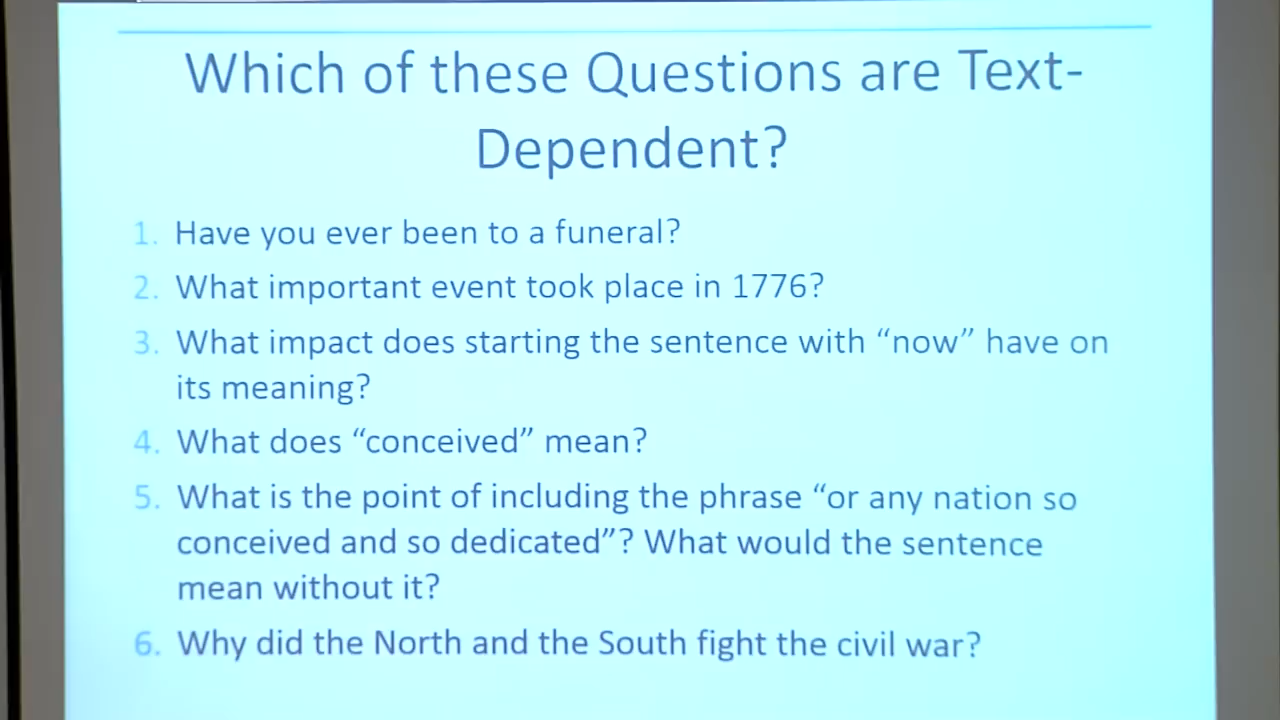 Which of these Questions are Text-
Dependent?
1. Have you ever been to a funeral?
2. What important event took place in 1776?
3. What impact does starting the sentence with “now” have on
its meaning?
4. What does “conceived” mean?
5. What is the point of including the phrase “or any nation so
conceived and so dedicated”? What would the sentence
mean without it?
6. Why did the North and the South fight the civil war?